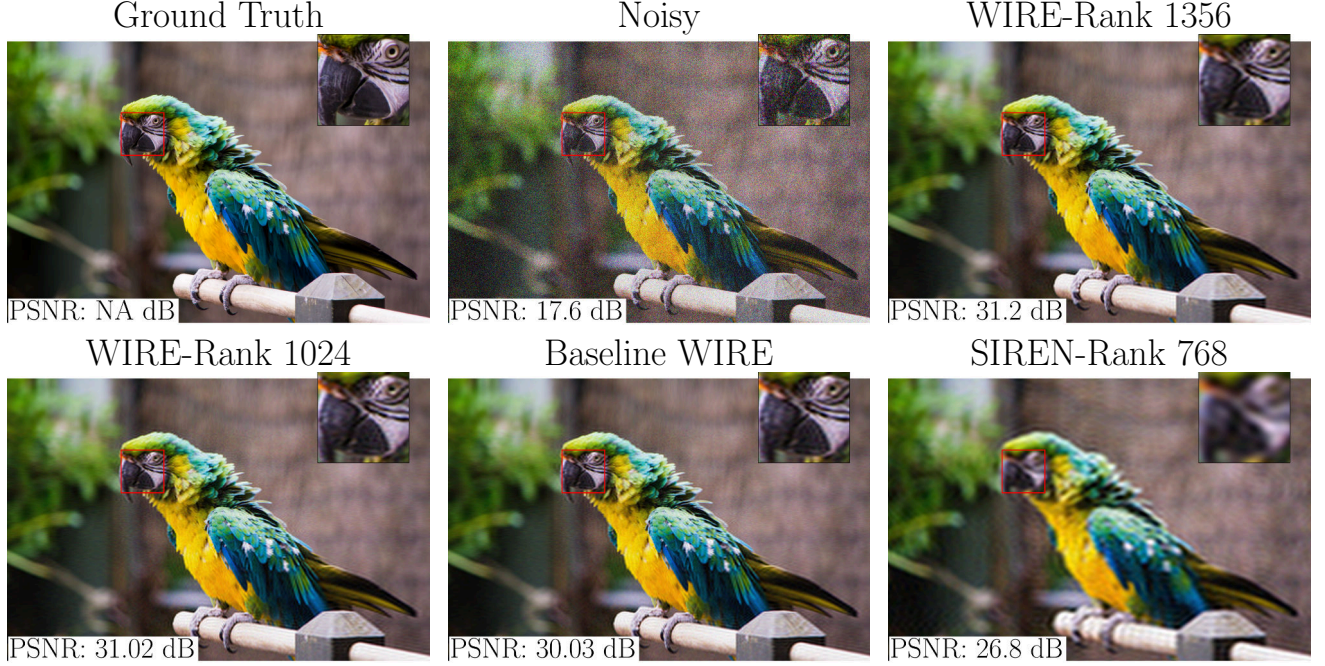 Ground Truth
Noisy
WIRE-Rank 1356
PSNR: NA dB
PSNR: 17.6 dB
PSNR: 31.2 dB
WIRE-Rank 1024
Baseline WIRE
SIREN-Rank 768
PSNR: 31.02 dB
PSNR: 30.03 dB
PSNR: 26.8 dB